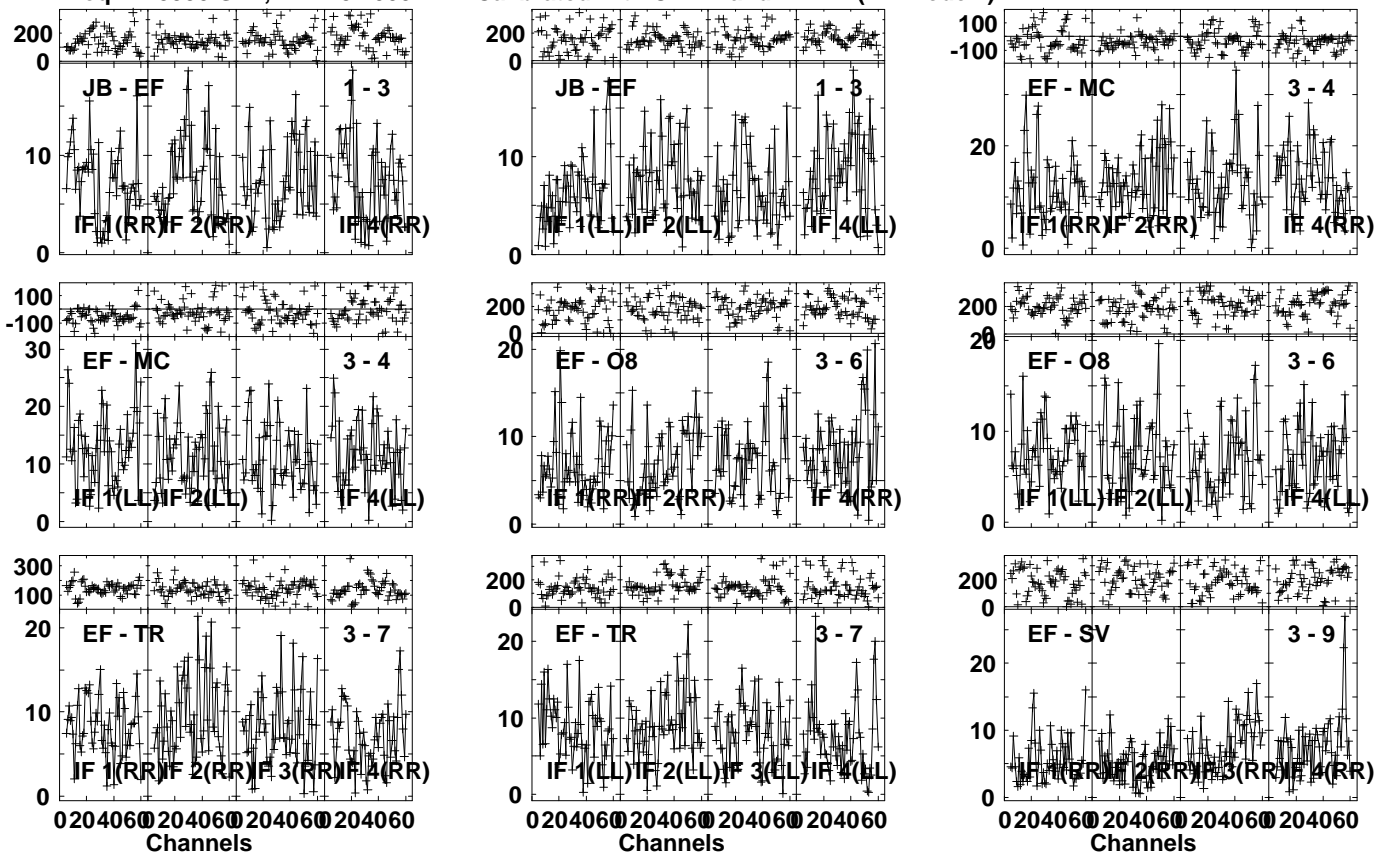 Calibrated
200
0
JB - EF 1 - 3
10
IF 1(RR) IF 2(RR) IF 4(RR)
0
200
0
JB - EF 1 - 3
10
IF 1(LL) IF 2(LL) IF 4(LL)
0
100
-100
EF - MC 3 - 4
20
IF 1(RR) IF 2(RR) IF 4(RR)
0
100
-100
30
EF - MC 3 - 4
20
10
IF 1(LL) IF 2(LL) IF 4(LL)
0
200
0
20
EF - O8 3 - 6
10
IF 1(RR) IF 2(RR) IF 4(RR)
0
200
0
20
EF - O8 3 - 6
10
IF 1(LL) IF 2(LL) IF 4(LL)
0
300
100
20
EF - TR 3 - 7
10
IF 1(RR) IF 2(RR) IF 3(RR) IF 4(RR)
0
0 20 40 60 0 20 40 60 0 20 40 60 0 20 40 60
Channels
200
0
20
EF - TR 3 - 7
10
IF 1(LL) IF 2(LL) IF 3(LL) IF 4(LL)
0
0 20 40 60 0 20 40 60 0 20 40 60 0 20 40 60
Channels
200
0
EF - SV 3 - 9
20
10
IF 1(RR) IF 2(RR) IF 3(RR) IF 4(RR)
0
0 20 40 60 0 20 40 60 0 20 40 60 0 20 40 60
Channels